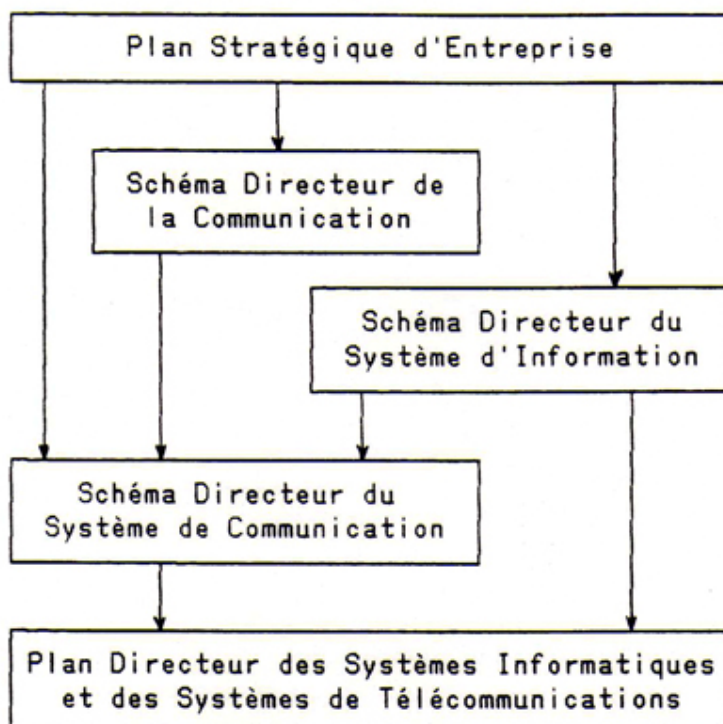 Plan Stratégique d'Entreprise
Schéma Directeur de
la Communication
Schéma Directeur du
Système d'Information
Schéma Directeur du
Système de Communication
Plan Directeur des Systèmes Informatiques
et des Systèmes de Télécommunications